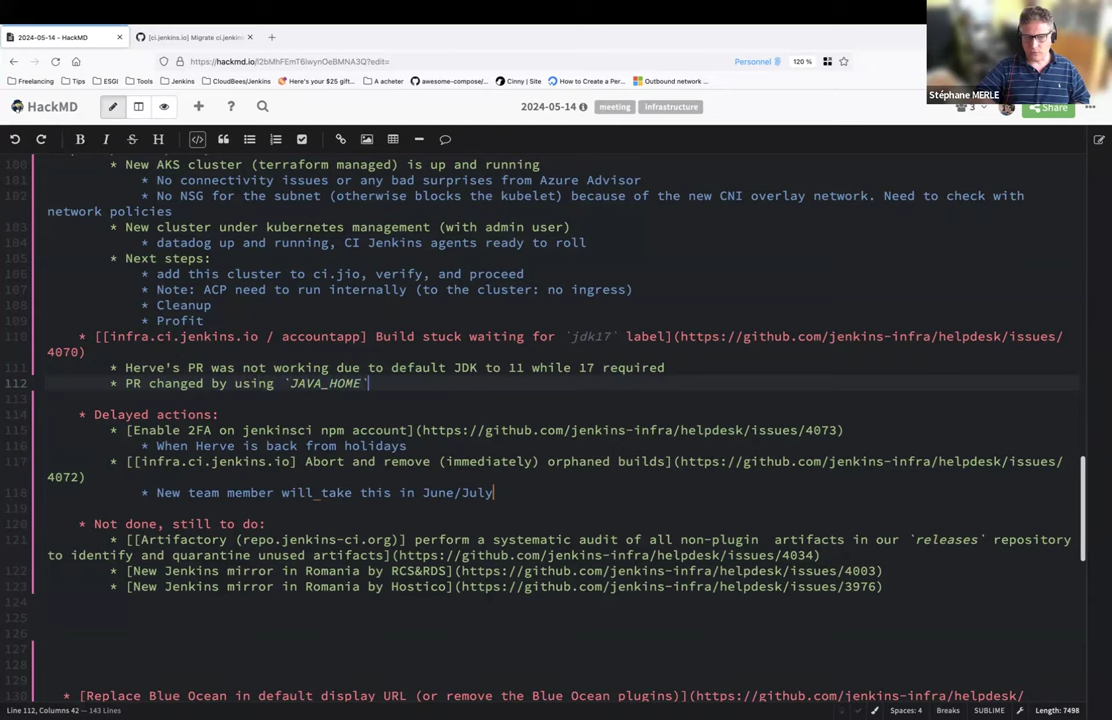 2024-05-14 - HackMD
[ci.jenkins.io] Migrate ci.jenkins
https://hackmd.io/
Personnel
120 %
Freelancing Tips ESGI Tools Jenkins CloudBees/Jenkins Here's your $25 gift... A acheter awesome-compose/... Cinny | Site How to Create a Per... Outbound network ...
Stéphane MERLE
HackMD
2024-05-14
meeting
infrastructure
3
Share
B I S H
100 * New AKS cluster (terraform managed) is up and running
101 * No connectivity issues or any bad surprises from Azure Advisor
102 * No NSG for the subnet (otherwise blocks the kubelet) because of the new CNI overlay network. Need to check with
network policies
103 * New cluster under kubernetes management (with admin user)
104 * datadog up and running, CI Jenkins agents ready to roll
105 * Next steps:
106 * add this cluster to ci.jio, verify, and proceed
107 * Note: ACP need to run internally (to the cluster: no ingress)
108 * Cleanup
109 * Profit
110 * [[infra.ci.jenkins.io / accountapp] Build stuck waiting for `jdk17` label](https://github.com/jenkins-infra/helpdesk/issues/
4070)
111 * Herve's PR was not working due to default JDK to 11 while 17 required
112 * PR changed by using `JAVA_HOME`
114 * Delayed actions:
115 * [Enable 2FA on jenkinsci npm account](https://github.com/jenkins-infra/helpdesk/issues/4073)
116 * When Herve is back from holidays
117 * [[infra.ci.jenkins.io] Abort and remove (immediately) orphaned builds](https://github.com/jenkins-infra/helpdesk/issues/
4072)
118 * New team member will_take this in June/July
119
120 * Not done, still to do:
121 * [[Artifactory (repo.jenkins-ci.org)] perform a systematic audit of all non-plugin  artifacts in our `releases` repository
to identify and quarantine unused artifacts](https://github.com/jenkins-infra/helpdesk/issues/4034)
122 * [New Jenkins mirror in Romania by RCS&RDS](https://github.com/jenkins-infra/helpdesk/issues/4003)
123 * [New Jenkins mirror in Romania by Hostico](https://github.com/jenkins-infra/helpdesk/issues/3976)
124
125
126
127
128
129
130 * [Replace Blue Ocean in default display URL (or remove the Blue Ocean plugins)](https://github.com/jenkins-infra/helpdesk/
Line 112, Columns 42 — 143 Lines
Spaces: 4 Breaks SUBLIME Length: 7498